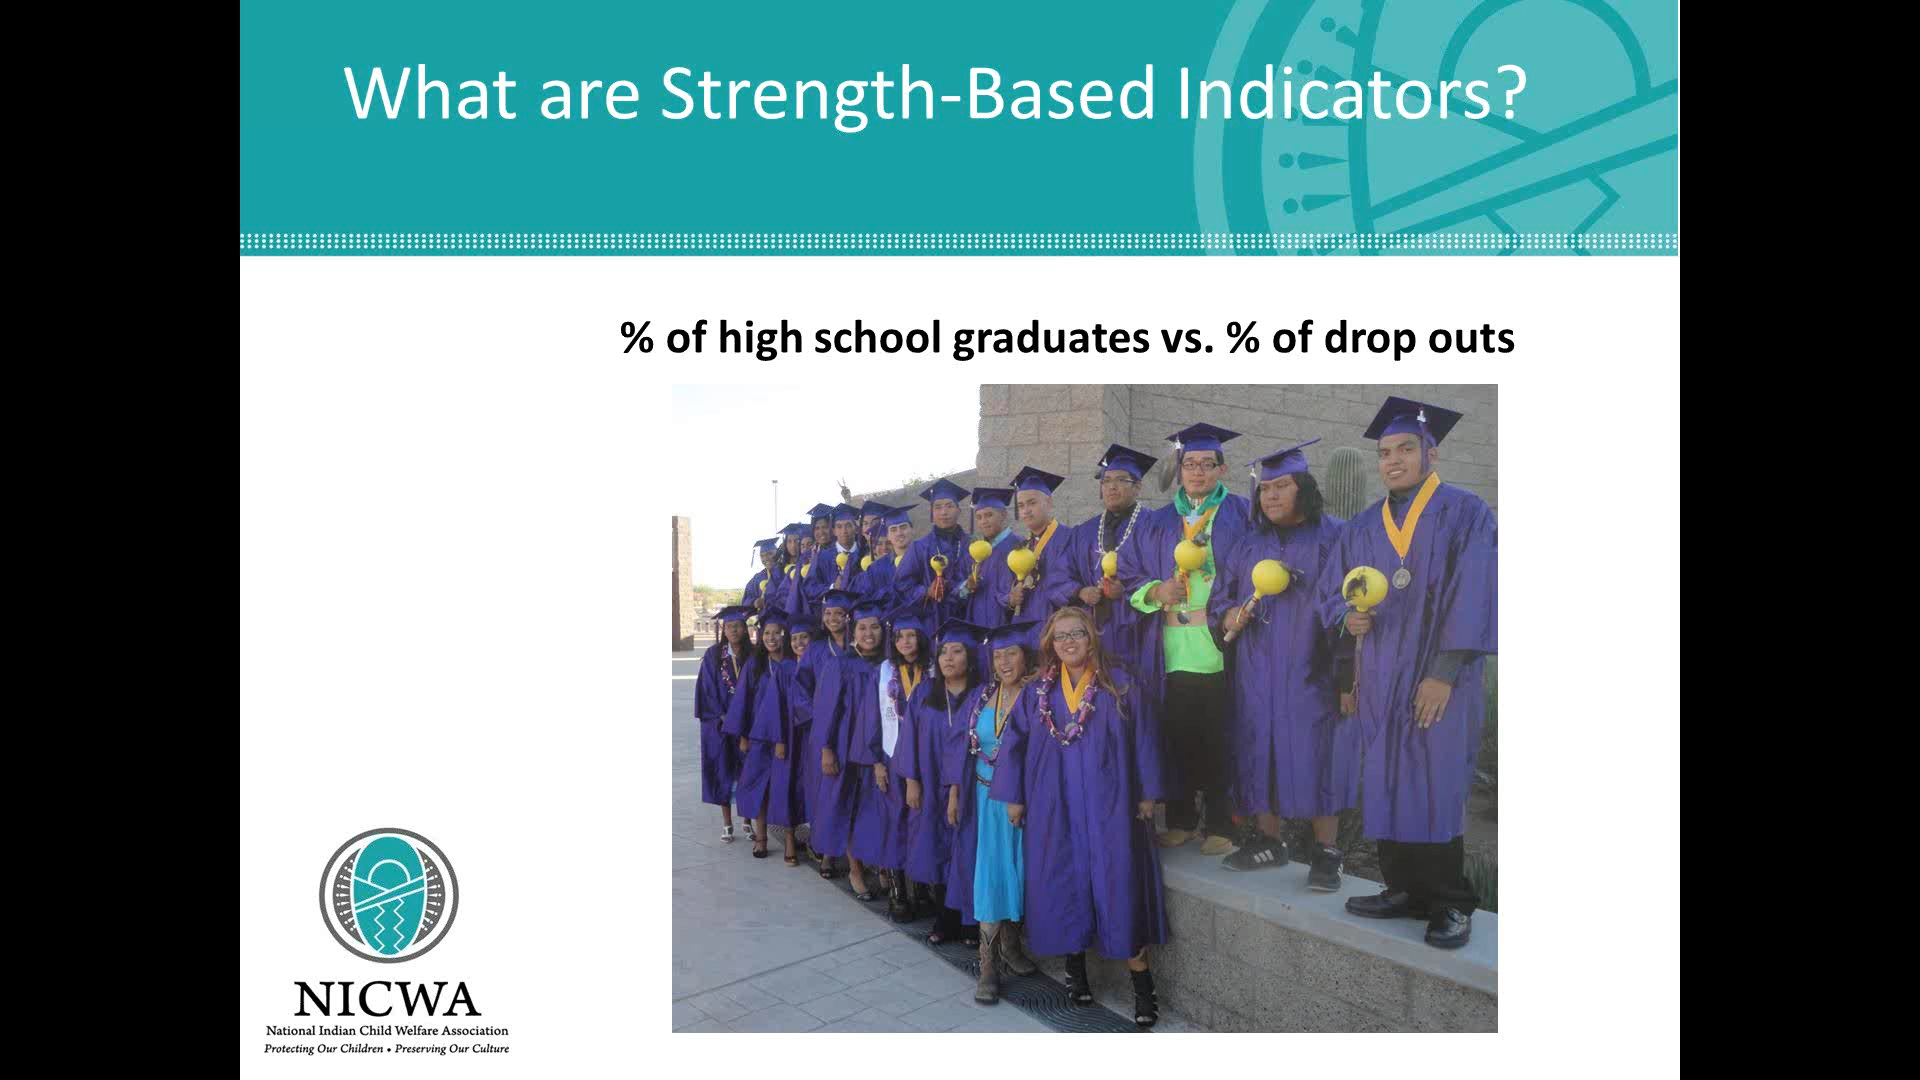 What are Strength-Based Indicators?
% of high school graduates vs. % of drop outs
NICWA
National Indian Child Welfare Association
Protecting Our Children • Preserving Our Culture